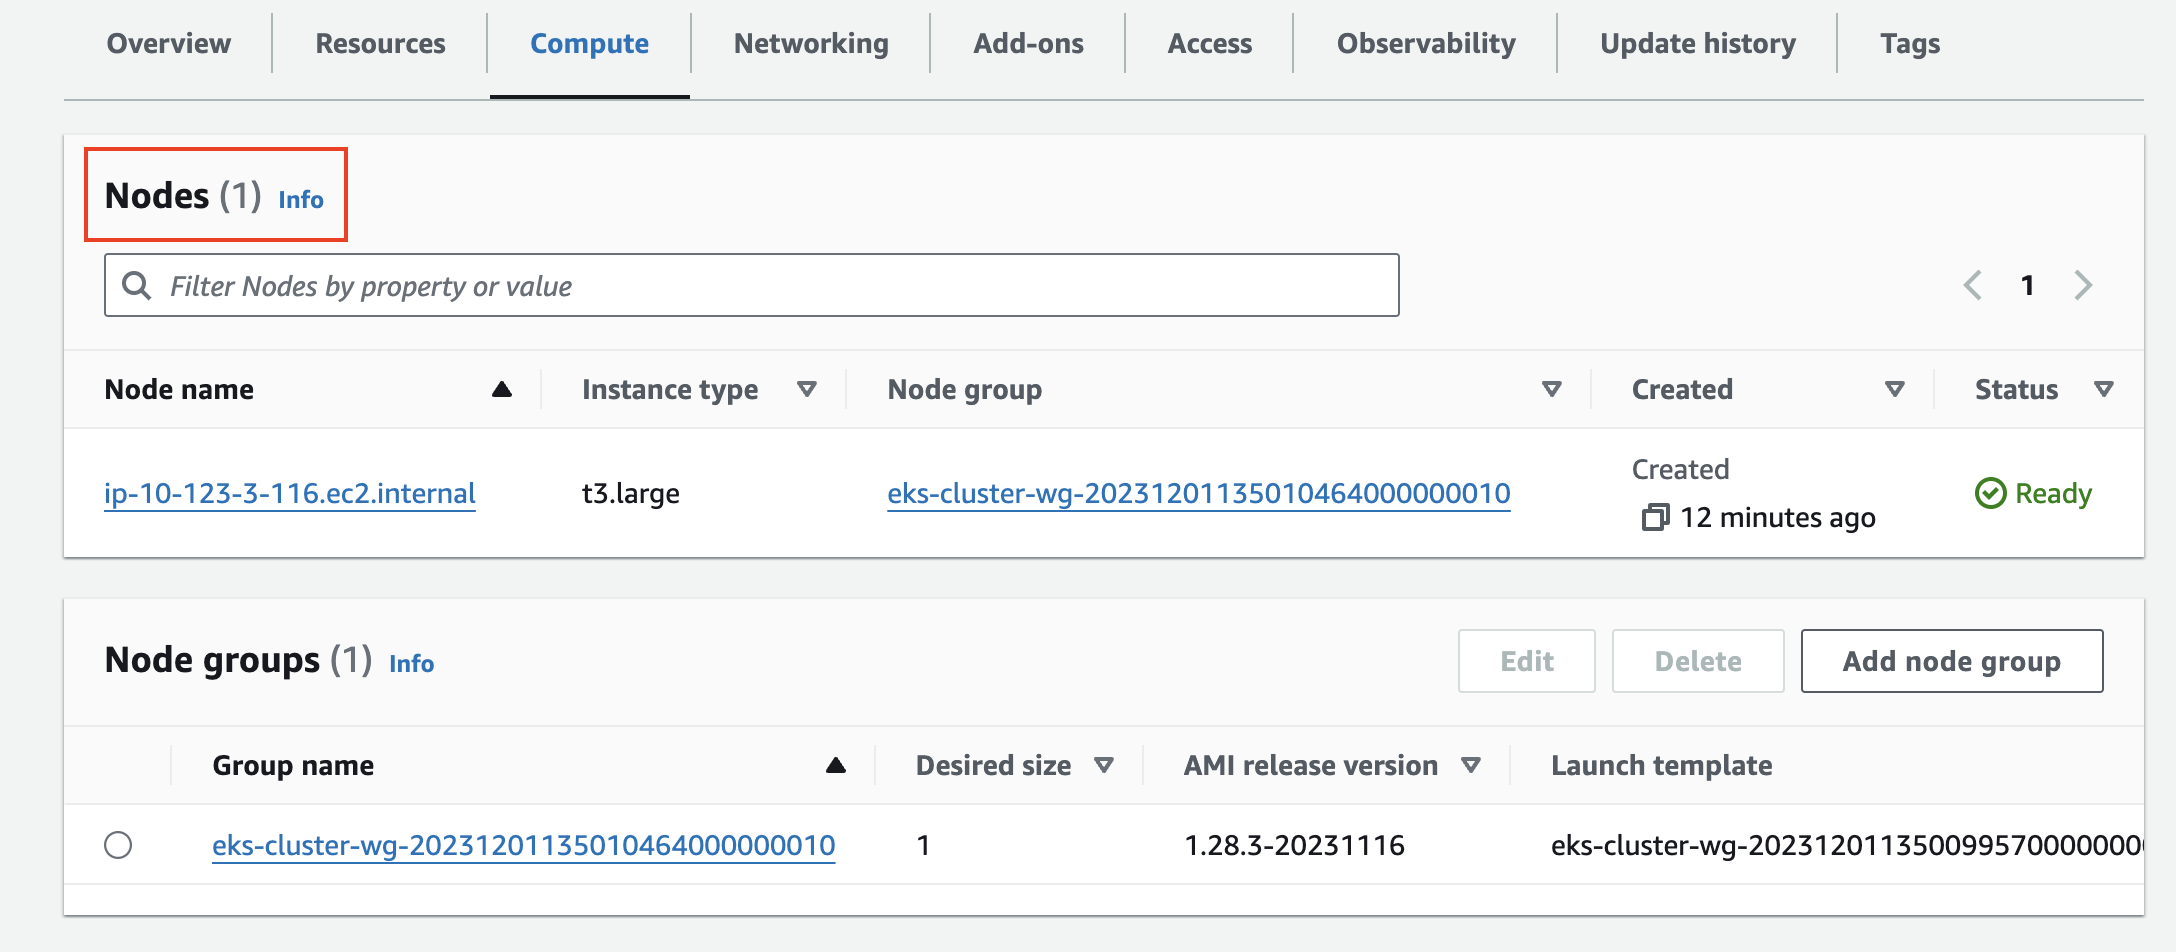 Overview Resources Compute Networking Add-ons Access Observability Update history Tags
Nodes (1) Info
Filter Nodes by property or value
1
Node name Instance type Node group Created Status
ip-10-123-3-116.ec2.internal t3.large eks-cluster-wg-20231201135010464000000010 Created 12 minutes ago Ready
Node groups (1) Info Edit Delete Add node group
Group name Desired size AMI release version Launch template
eks-cluster-wg-20231201135010464000000010 1 1.28.3-20231116 eks-cluster-wg-20231201135009957000000